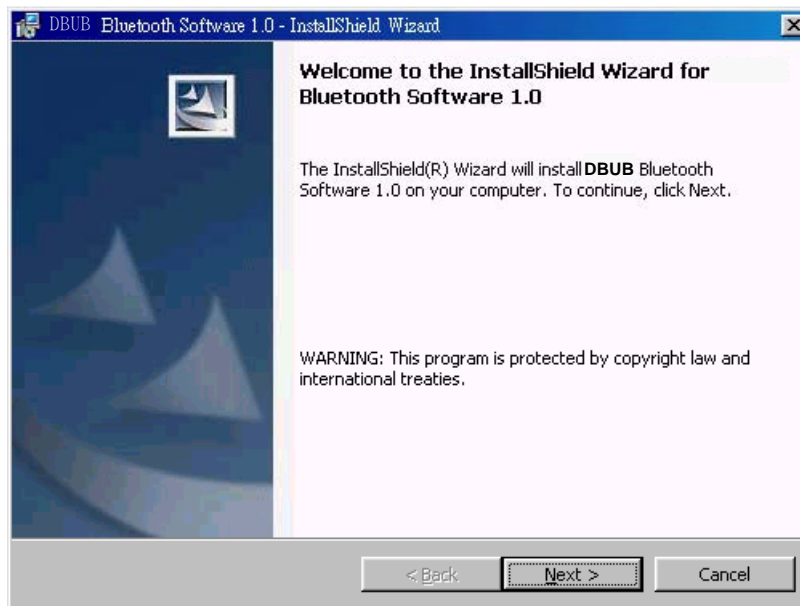 DBUB Bluetooth Software 1.0 - InstallShield Wizard
Welcome to the InstallShield Wizard for
Bluetooth Software 1.0
The InstallShield(R) Wizard will install DBUB Bluetooth
Software 1.0 on your computer. To continue, click Next.
WARNING: This program is protected by copyright law and
international treaties.
< Back
Next >
Cancel